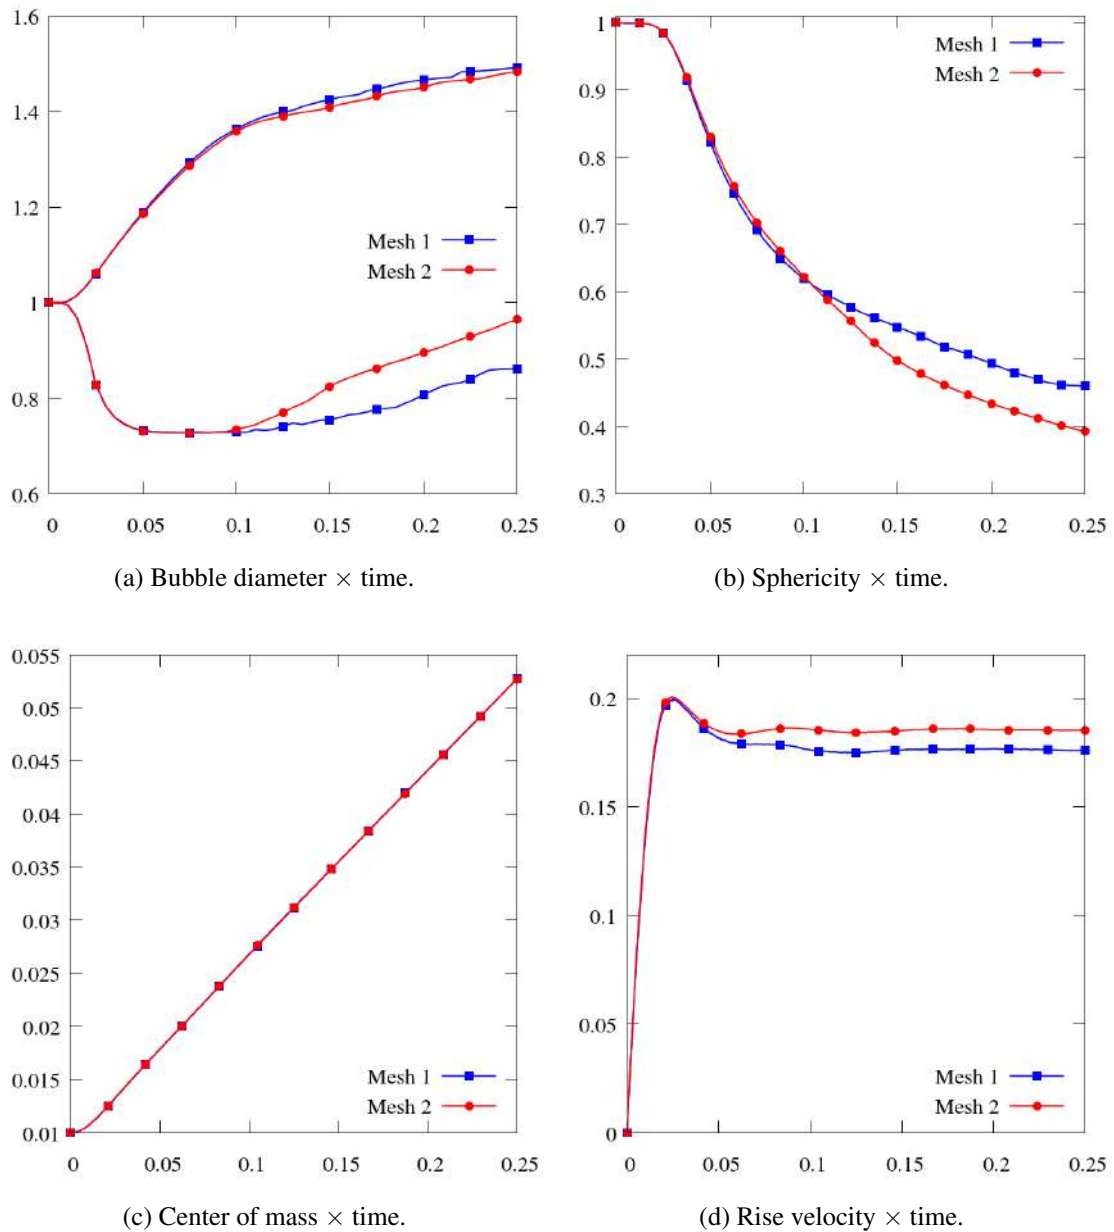 1.6
1.4
1.2
1
0.8
0.6
0 0.05 0.1 0.15 0.2 0.25
Mesh 1
Mesh 2
(a) Bubble diameter × time.
1
0.9
0.8
0.7
0.6
0.5
0.4
0.3
0 0.05 0.1 0.15 0.2 0.25
Mesh 1
Mesh 2
(b) Sphericity × time.
0.055
0.05
0.045
0.04
0.035
0.03
0.025
0.02
0.015
0.01
0 0.05 0.1 0.15 0.2 0.25
Mesh 1
Mesh 2
(c) Center of mass × time.
0.2
0.15
0.1
0.05
0
0 0.05 0.1 0.15 0.2 0.25
Mesh 1
Mesh 2
(d) Rise velocity × time.